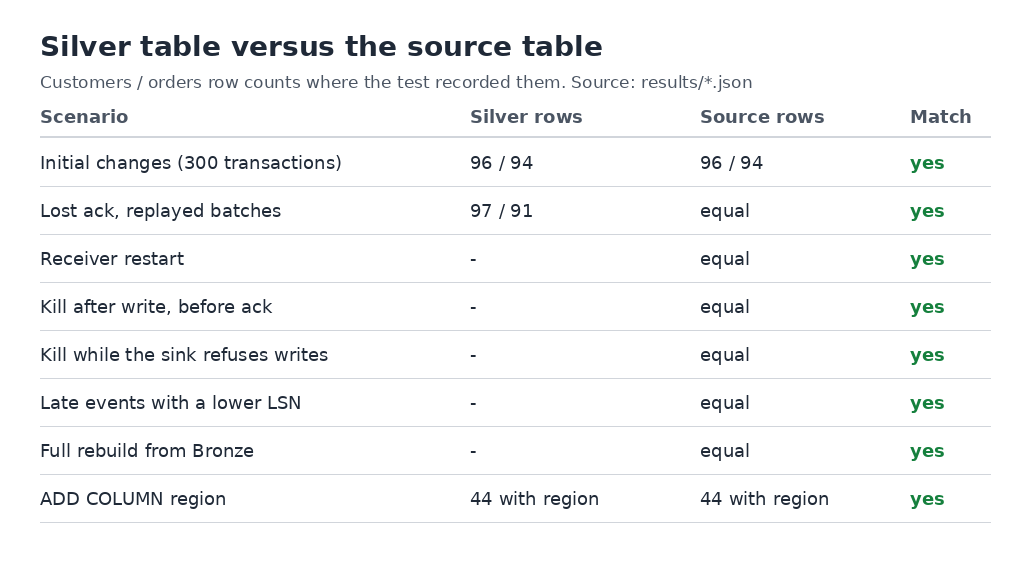 Silver table versus the source table
Customers / orders row counts where the test recorded them. Source: results/*.json
Scenario Silver rows Source rows Match
Initial changes (300 transactions) 96 / 94 96 / 94 yes
Lost ack, replayed batches 97 / 91 equal yes
Receiver restart - equal yes
Kill after write, before ack - equal yes
Kill while the sink refuses writes - equal yes
Late events with a lower LSN - equal yes
Full rebuild from Bronze - equal yes
ADD COLUMN region 44 with region 44 with region yes